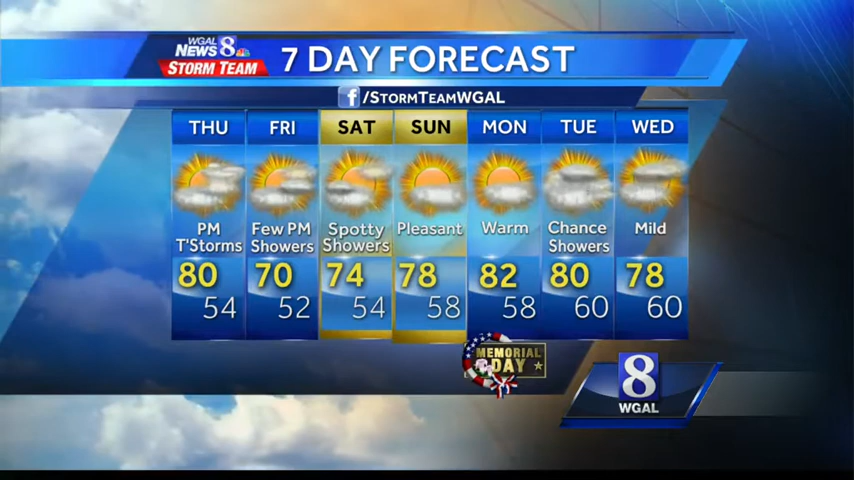 WGAL
NEWS 8
STORM TEAM
7 DAY FORECAST
f /STORMTEAMWGAL
THU FRI SAT SUN MON TUE WED
PM Few PM Spotty Pleasant Warm Chance Mild
T'Storms Showers Showers Showers
80 70 74 78 82 80 78
54 52 54 58 58 60 60
MEMORIAL
DAY
8
WGAL